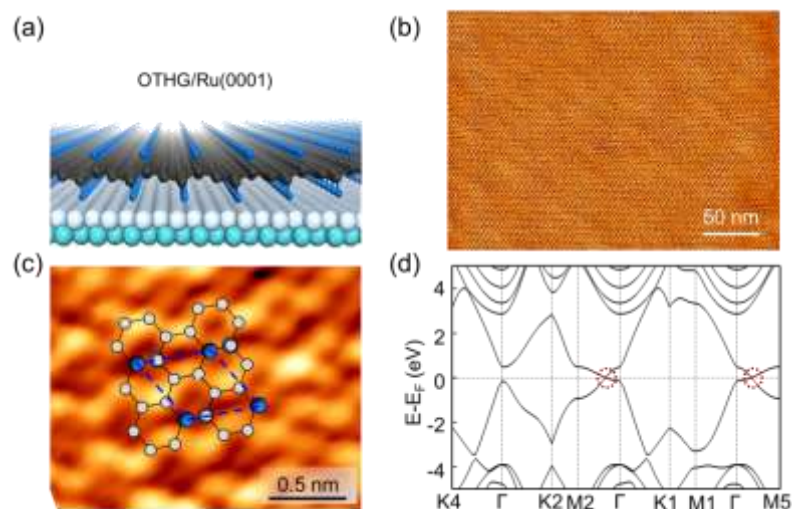 (a)
OTHG/Ru(0001)
(b)
50 nm
(c)
0.5 nm
(d)
E-E_F (eV)
4
2
0
-2
-4
K4 Γ K2 M2 Γ K1 M1 Γ M5